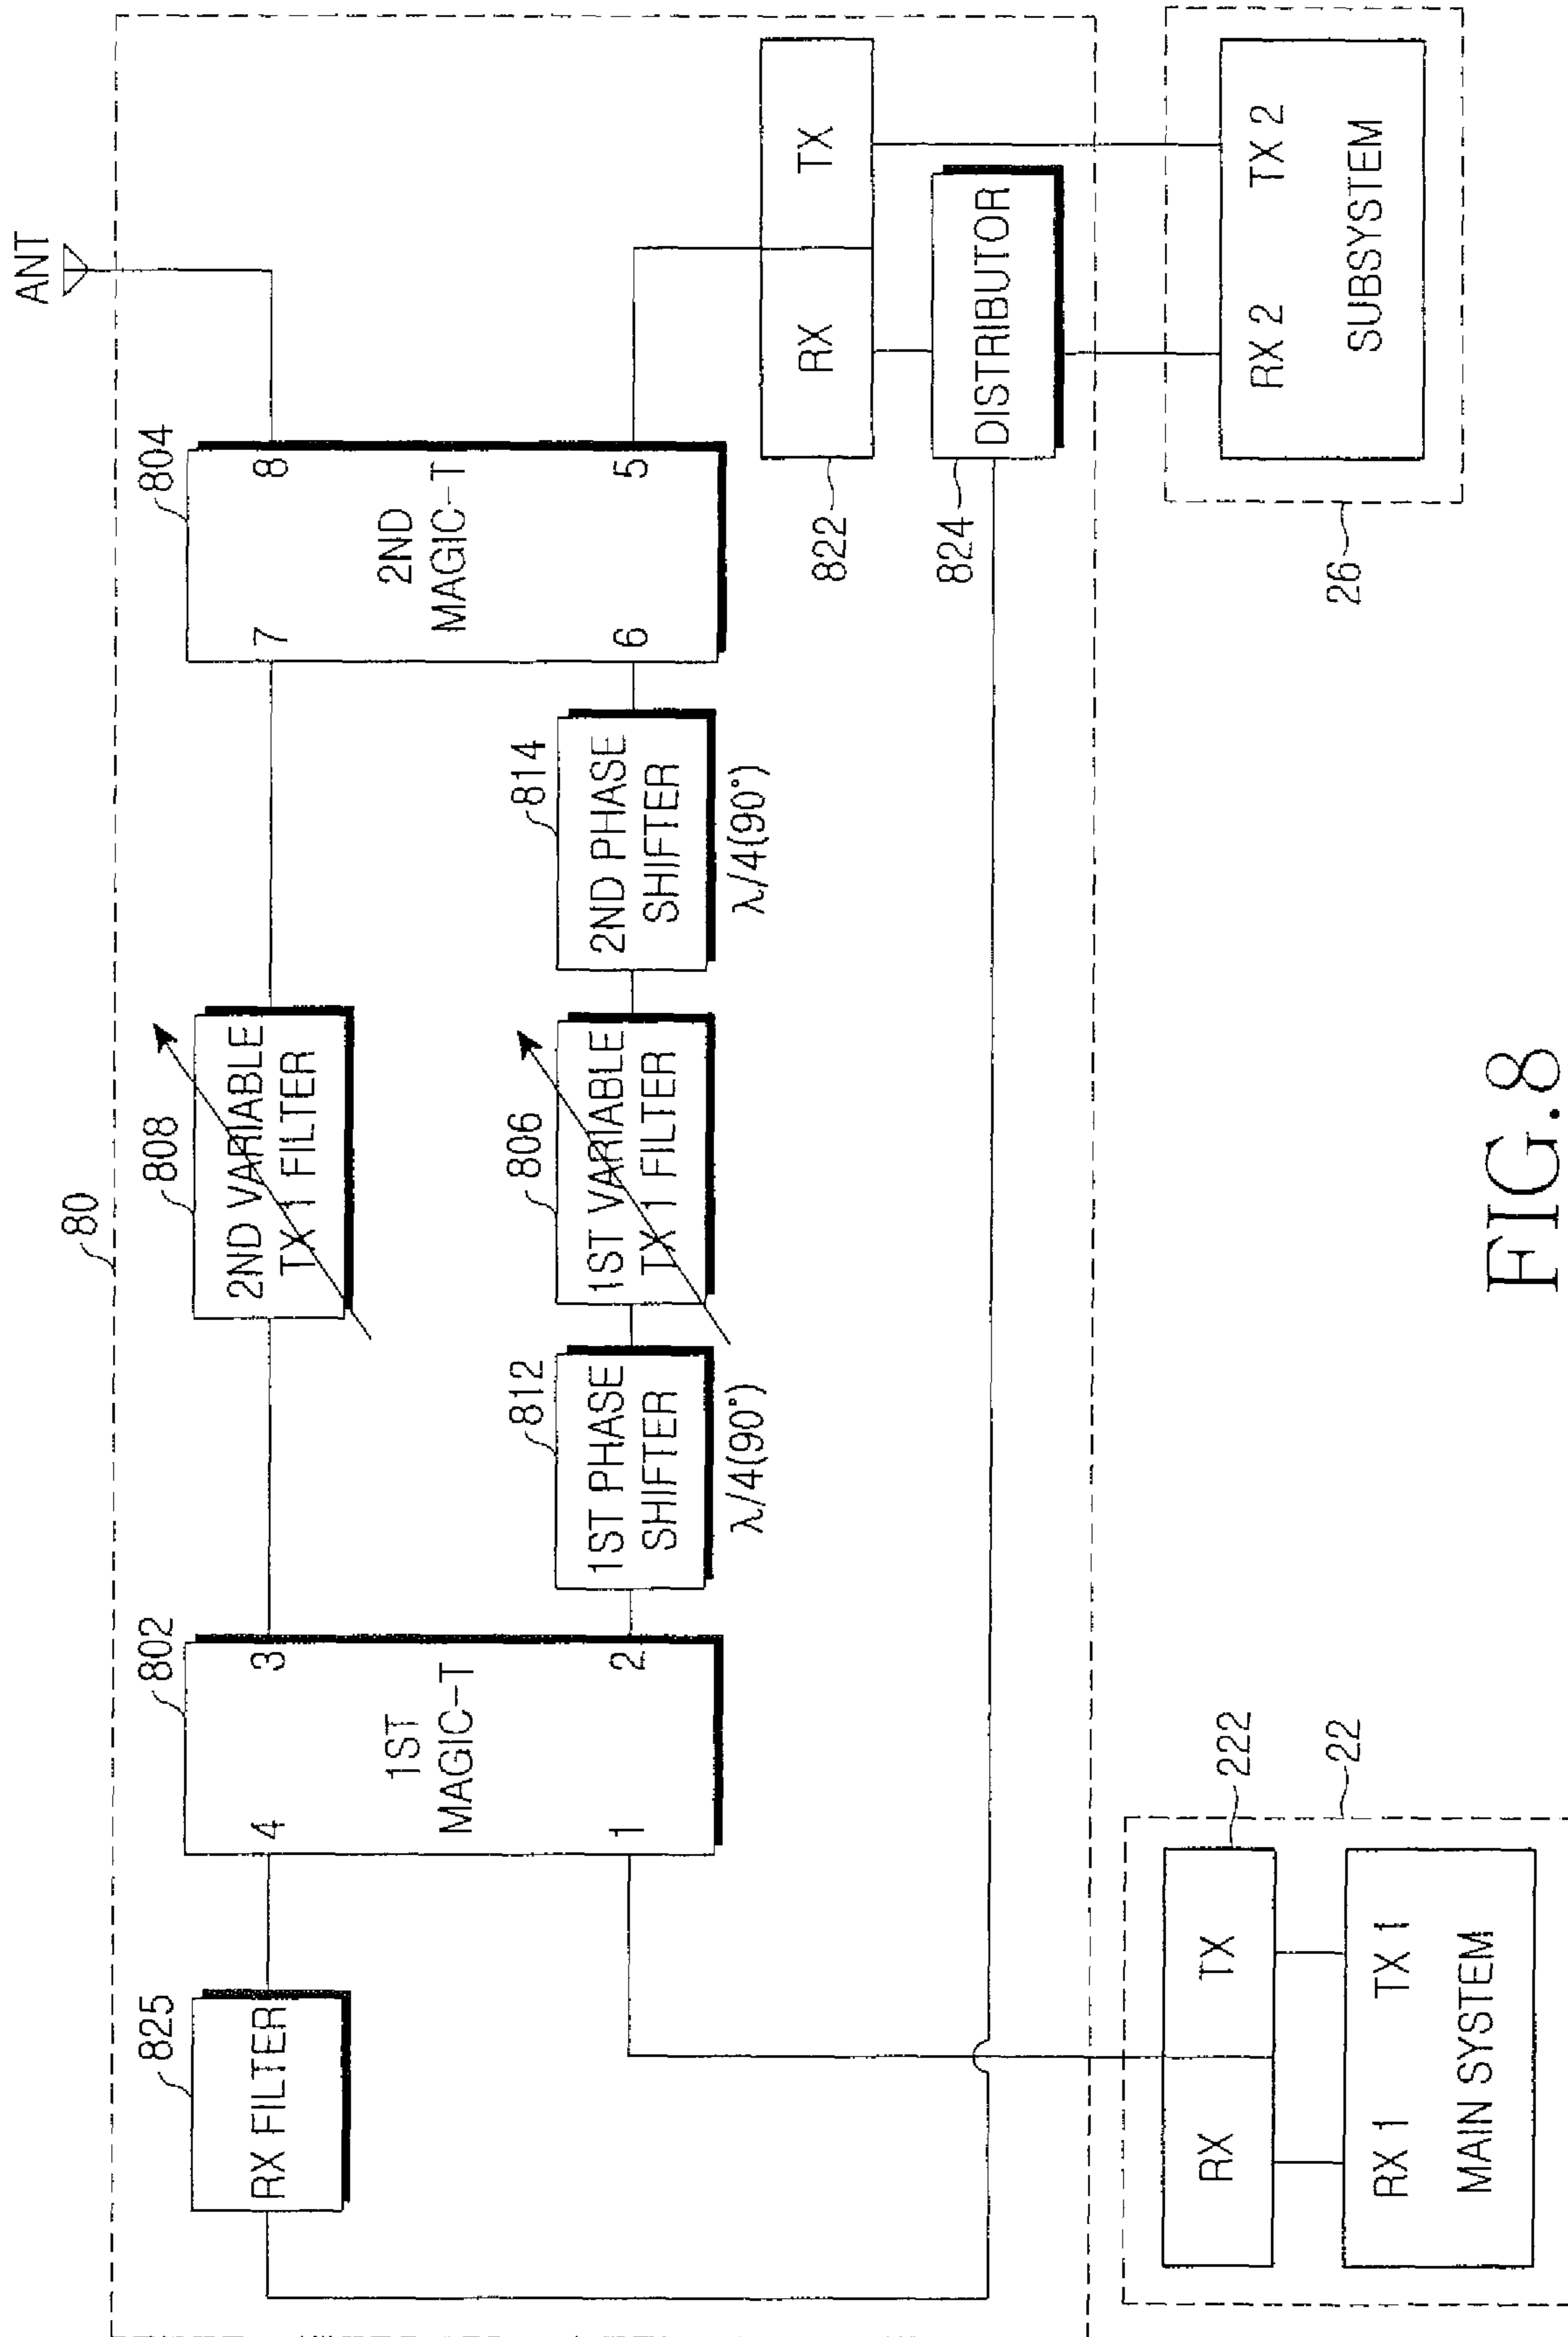 80
ANT
825
RX FILTER
802
4
3
1ST
MAGIC-T
1
2
808
2ND VARIABLE
TX 1 FILTER
804
7
8
2ND
MAGIC-T
6
5
812
1ST PHASE
SHIFTER
λ/4(90°)
806
1ST VARIABLE
TX 1 FILTER
814
2ND PHASE
SHIFTER
λ/4(90°)
822
RX
TX
824
DISTRIBUTOR
222
RX
TX
22
RX 1
TX 1
MAIN SYSTEM
26
RX 2
TX 2
SUBSYSTEM
FIG.8